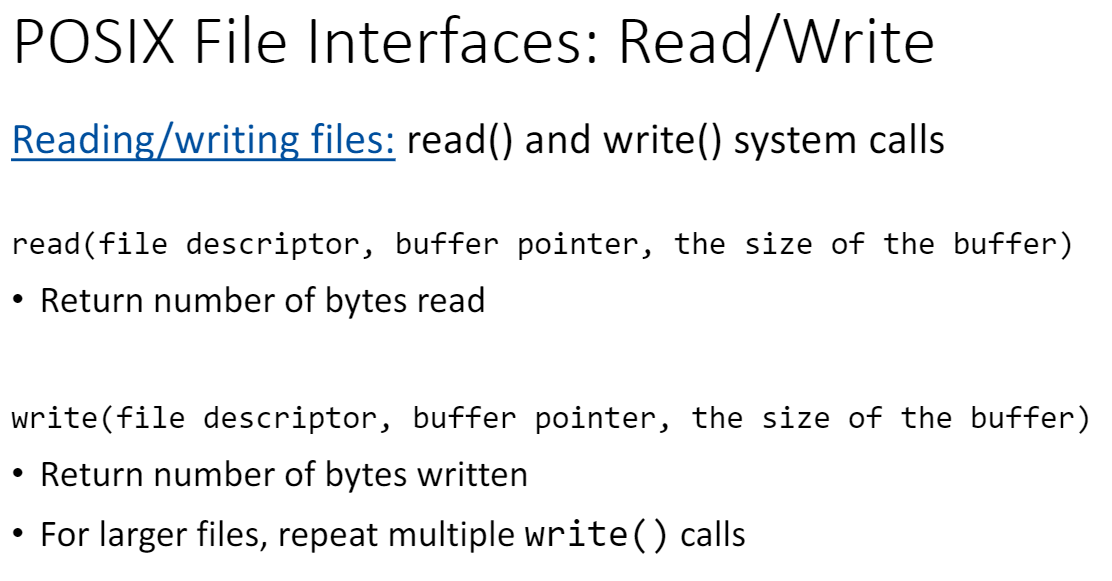 POSIX File Interfaces: Read/Write
Reading/writing files: read() and write() system calls
read(file descriptor, buffer pointer, the size of the buffer)
• Return number of bytes read
write(file descriptor, buffer pointer, the size of the buffer)
• Return number of bytes written
• For larger files, repeat multiple write() calls